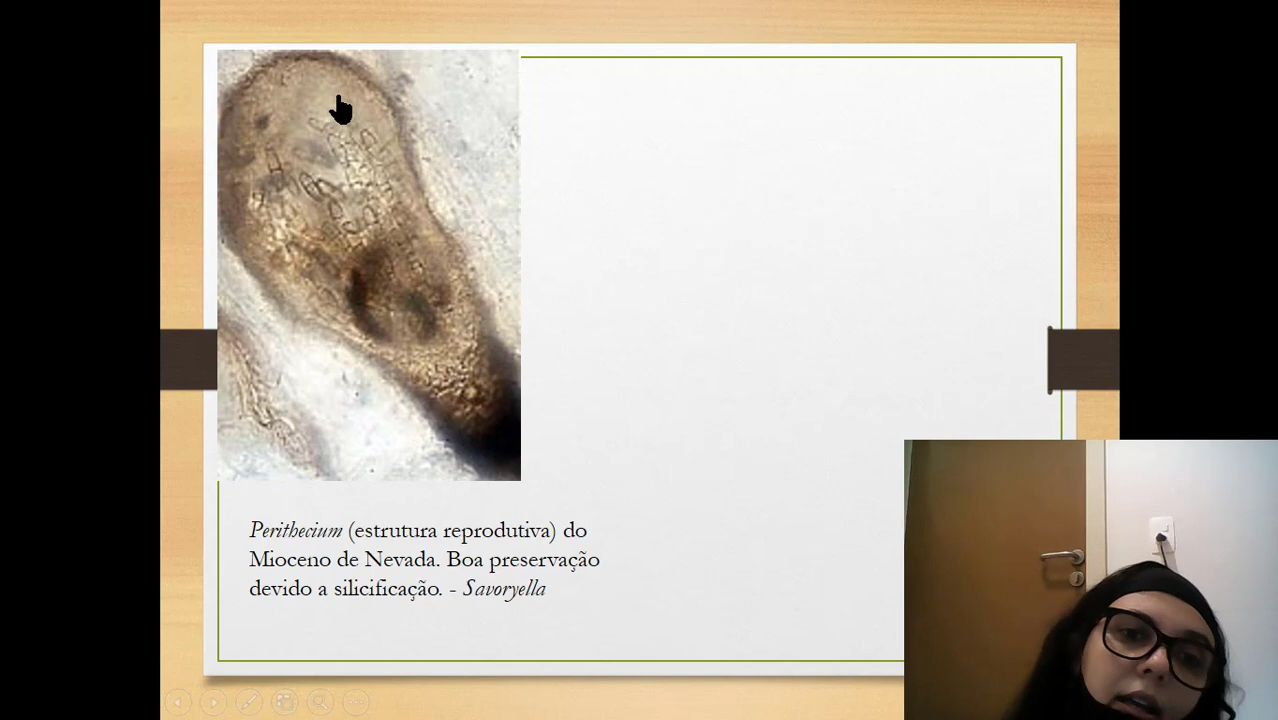 Perithecium (estrutura reprodutiva) do
Mioceno de Nevada. Boa preservação
devido a silicificação. - Savoryella